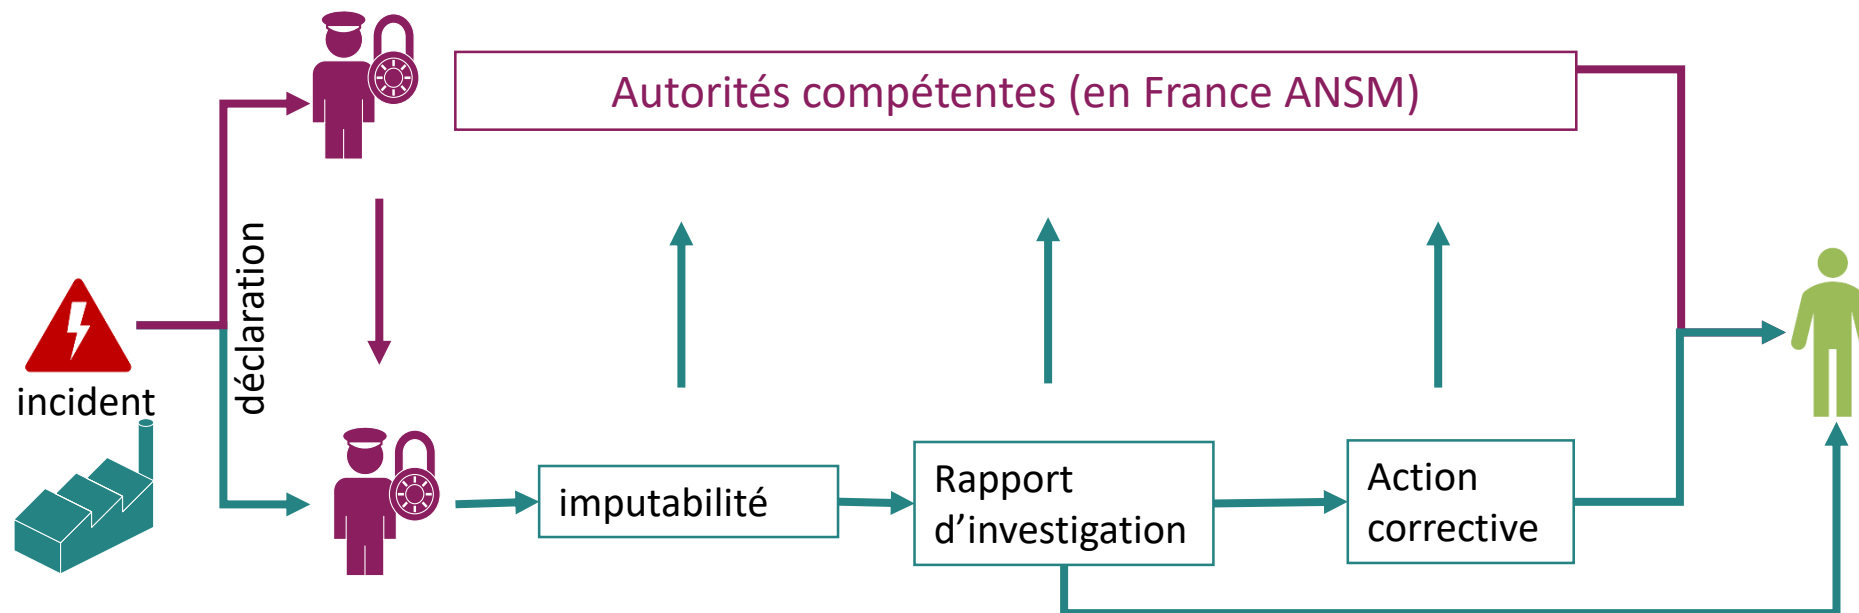 Autorités compétentes (en France ANSM)
déclaration
incident
imputabilité
Rapport
d’investigation
Action
corrective